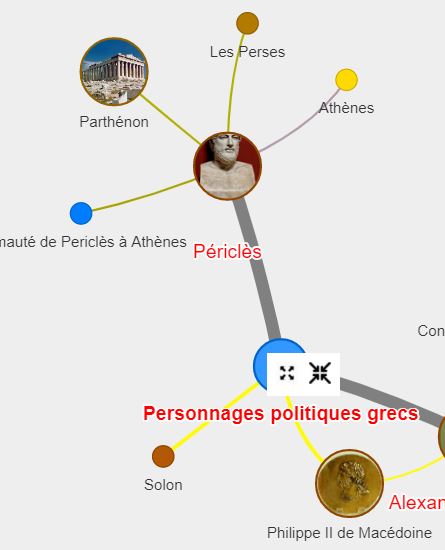 Les Perses
Athènes
Parthénon
mauté de Periclès à Athènes
Périclès
Con
Personnages politiques grecs
Solon
Alexan
Philippe II de Macédoine